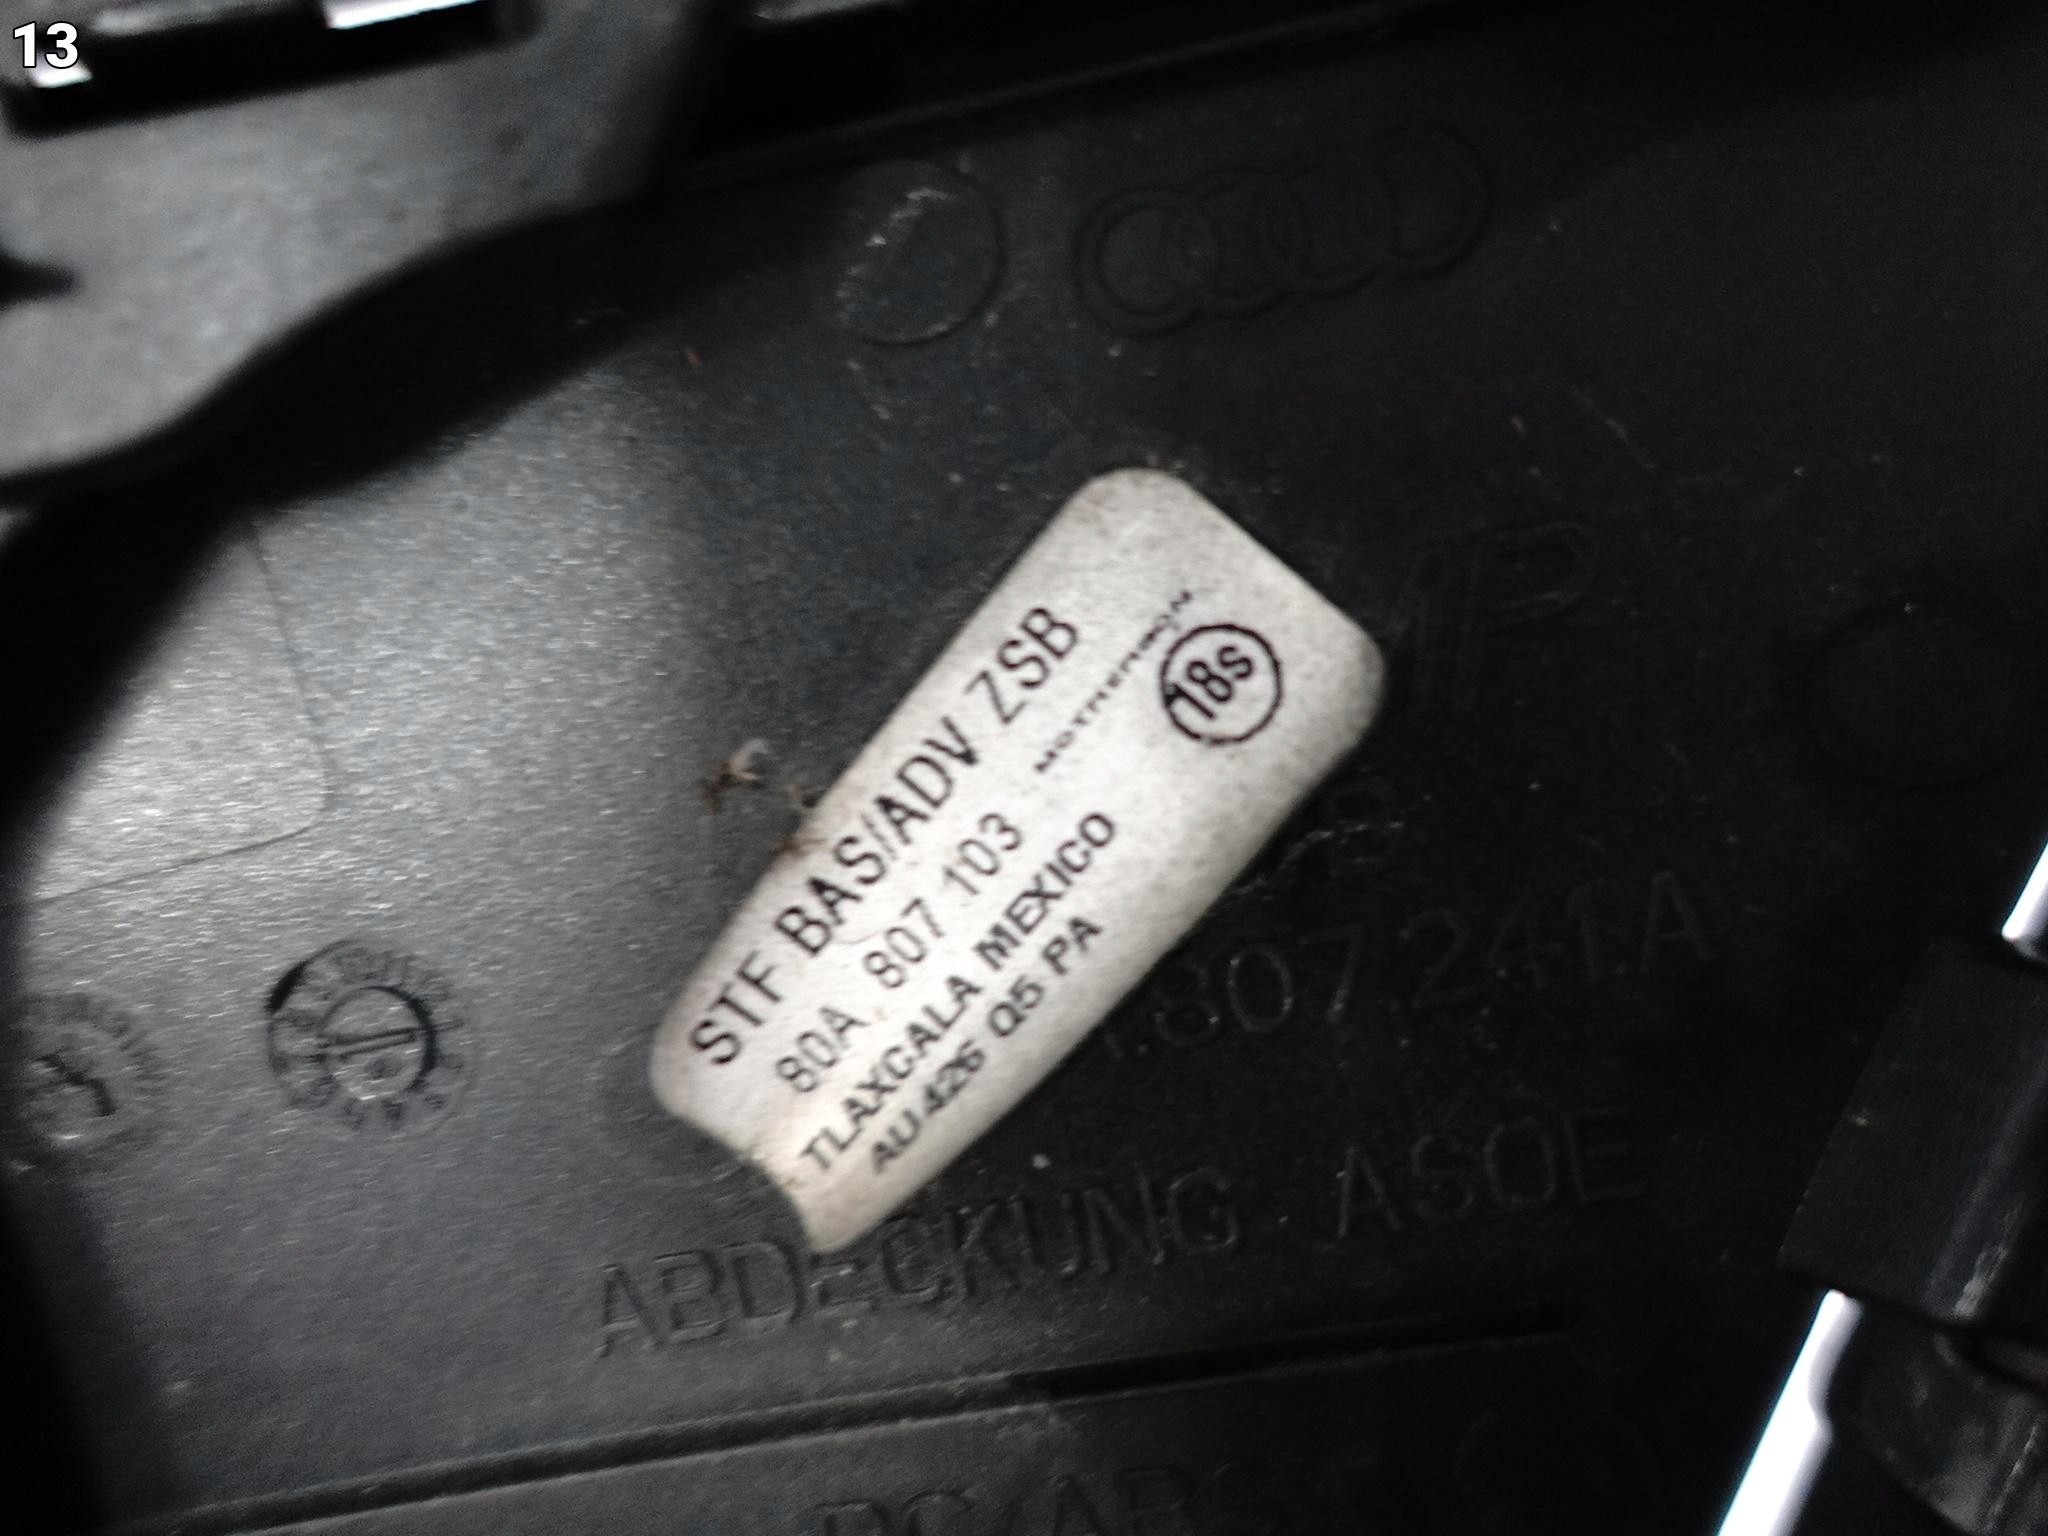 13
STF BAS/ADV ZSB
80A 807 103
MOTHERSON
18s
TLAXCALA MEXICO
AU 426 Q5 PA
807 241 A
ABDECKUNG ASOE